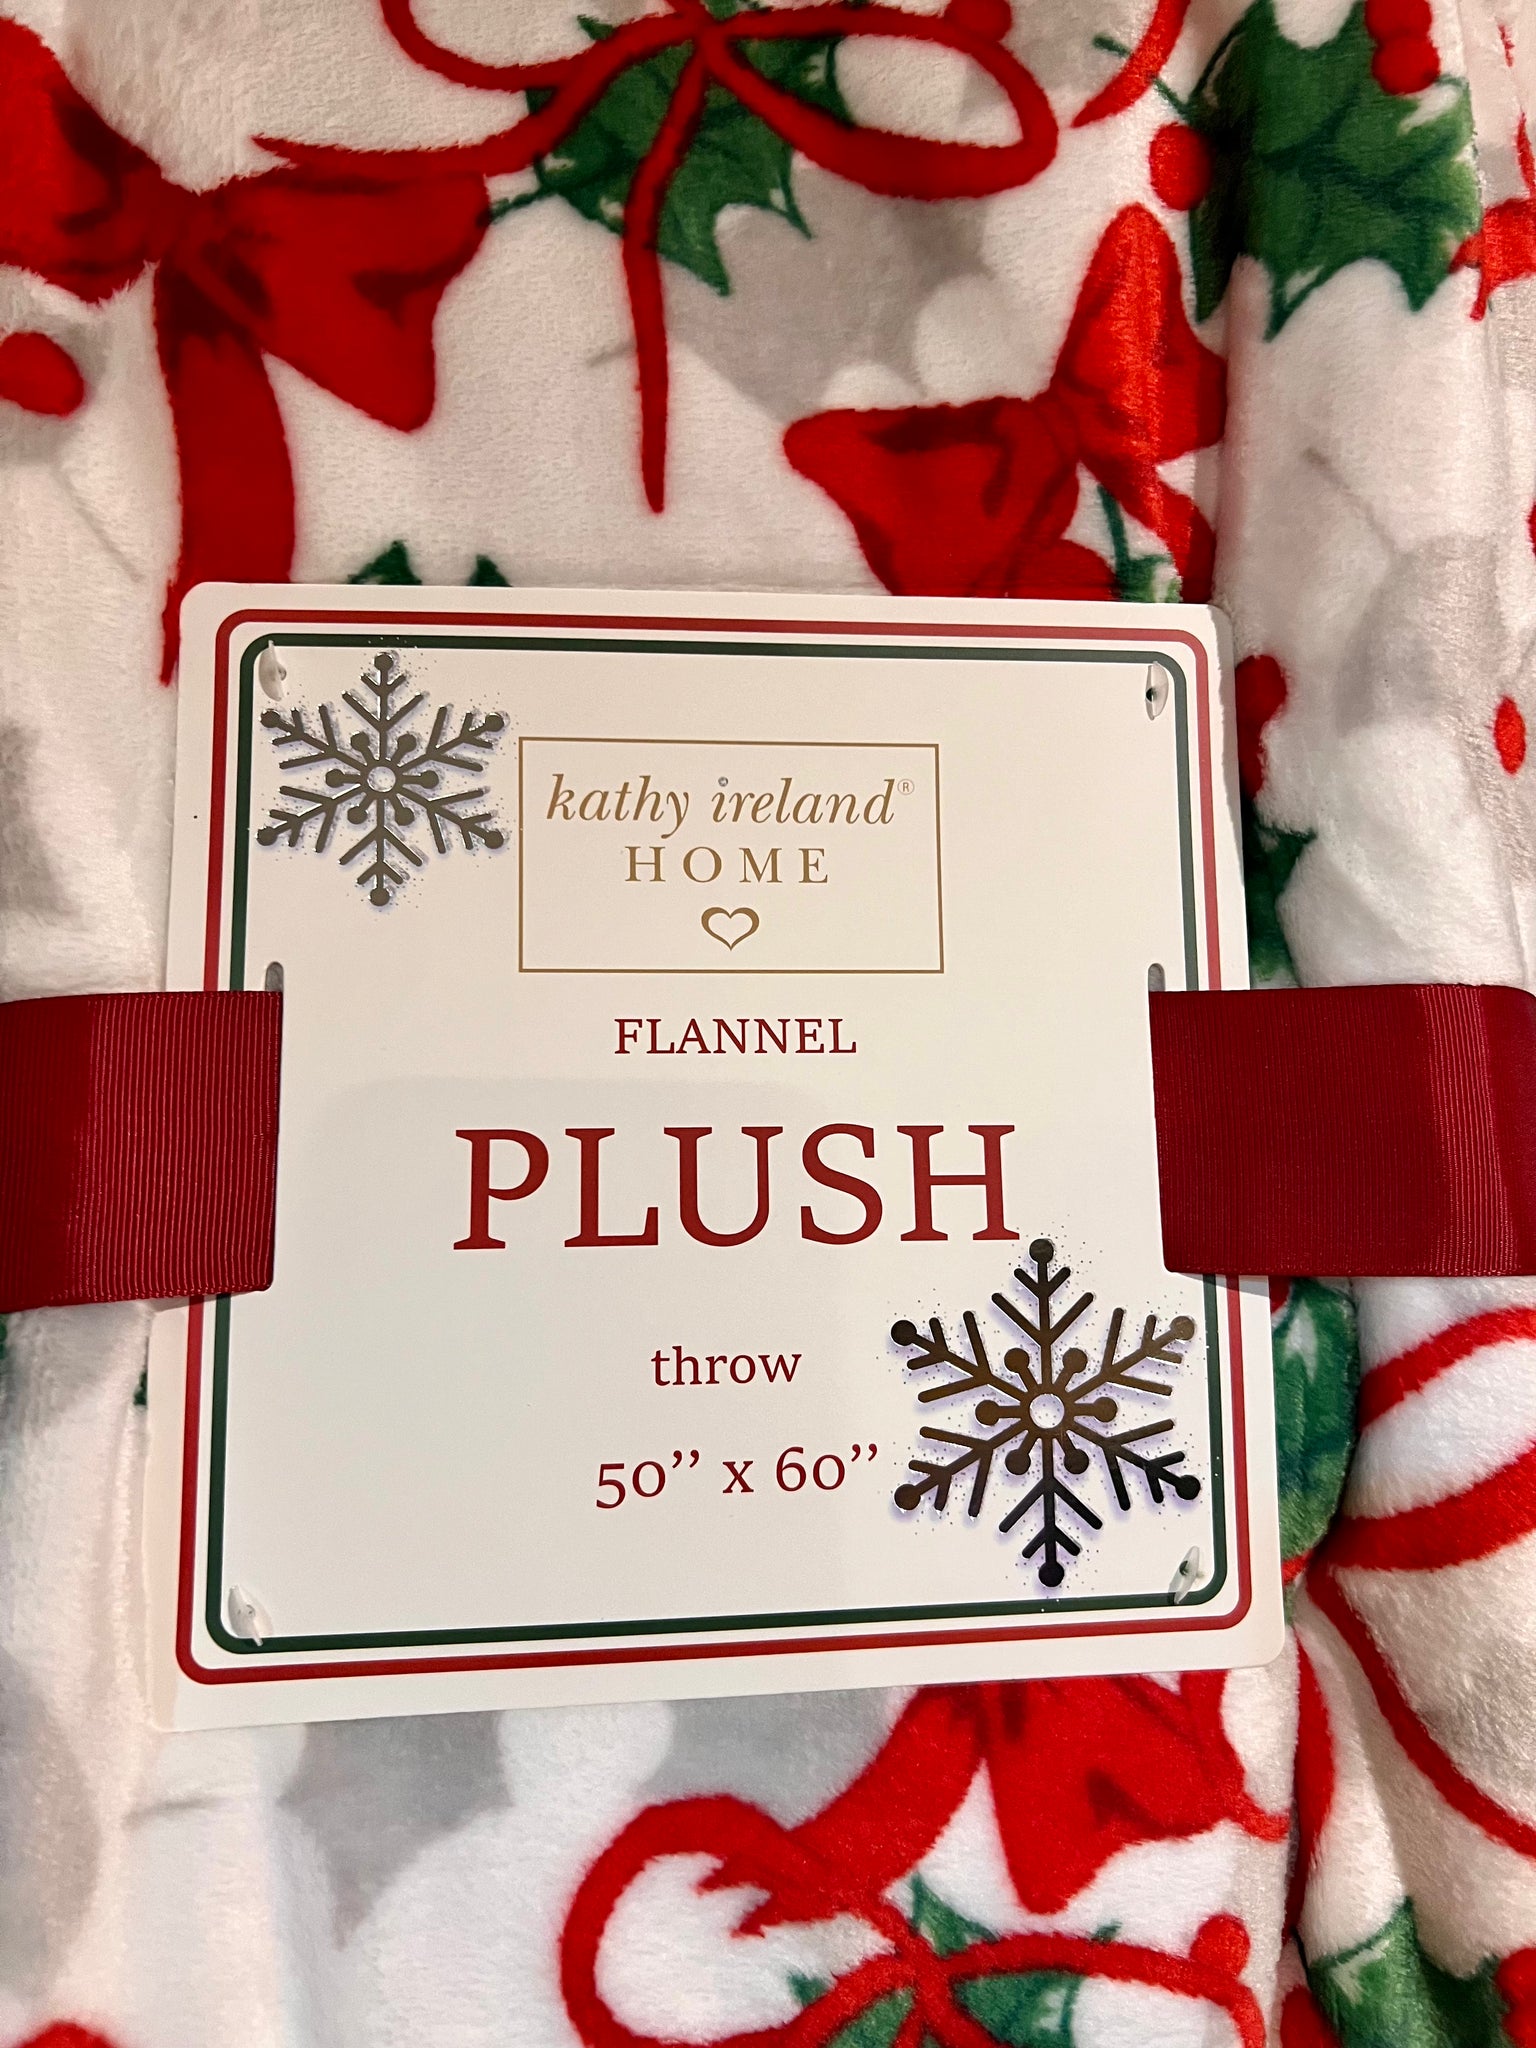 kathy ireland®
HOME
FLANNEL
PLUSH
throw
50’’ x 60’’